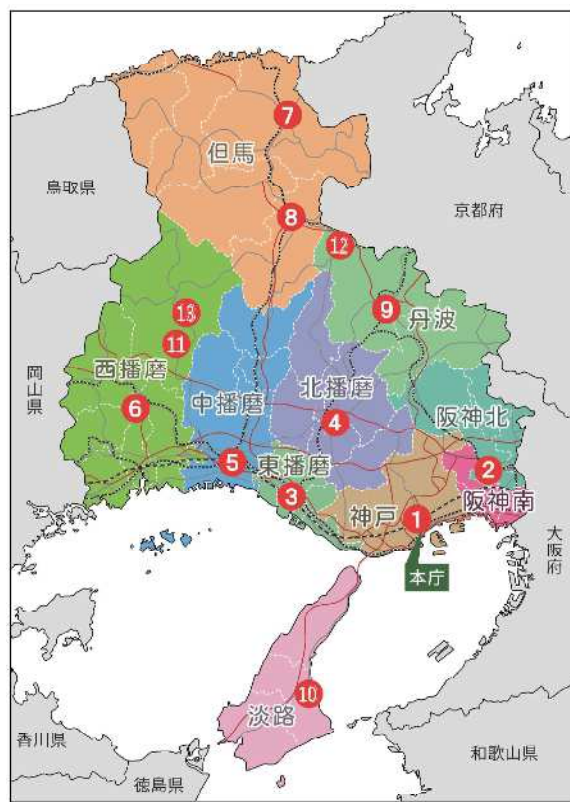 7
但馬
鳥取県
京都府
8
12
13
9
丹波
11
西播磨
岡山県
中播磨
北播磨
阪神北
6
4
5
東播磨
2
3
神戸
1
阪神南
大阪府
本庁
10
淡路
香川県
徳島県
和歌山県